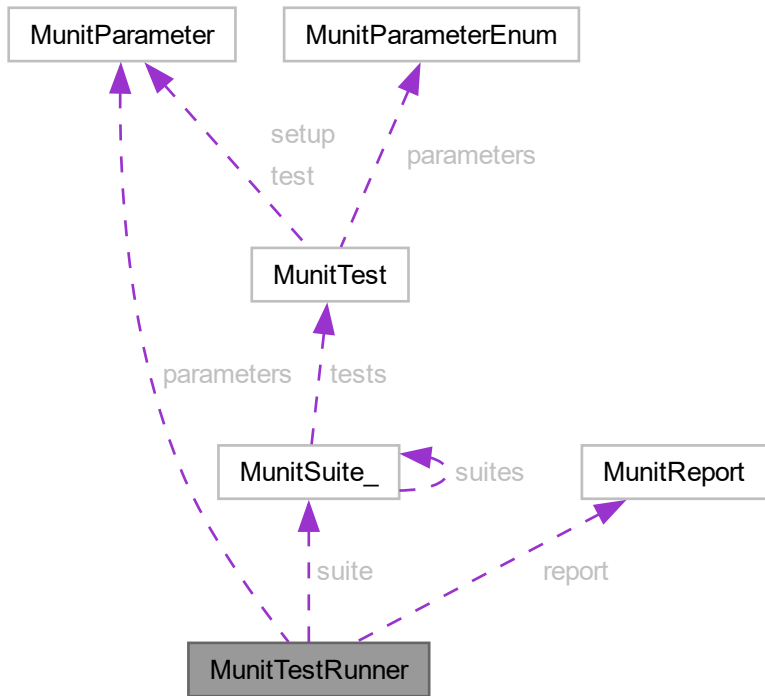 MunitParameter
MunitParameterEnum
setup
test
parameters
MunitTest
parameters
tests
MunitSuite_
suites
MunitReport
suite
report
MunitTestRunner